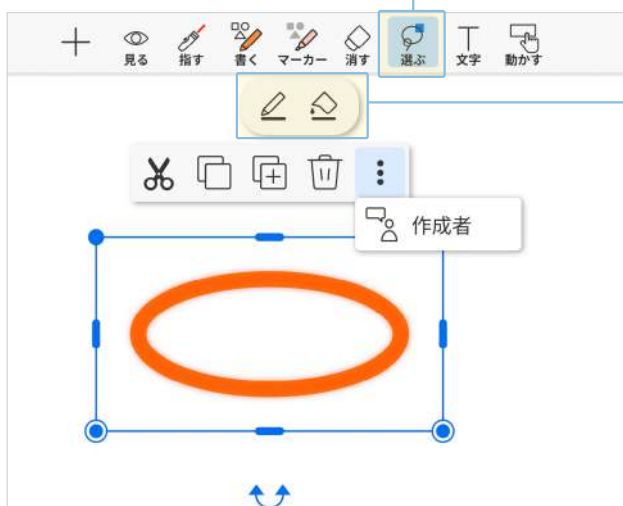 見る 指す 書く マーカー 消す 選ぶ 文字 動かす
作成者